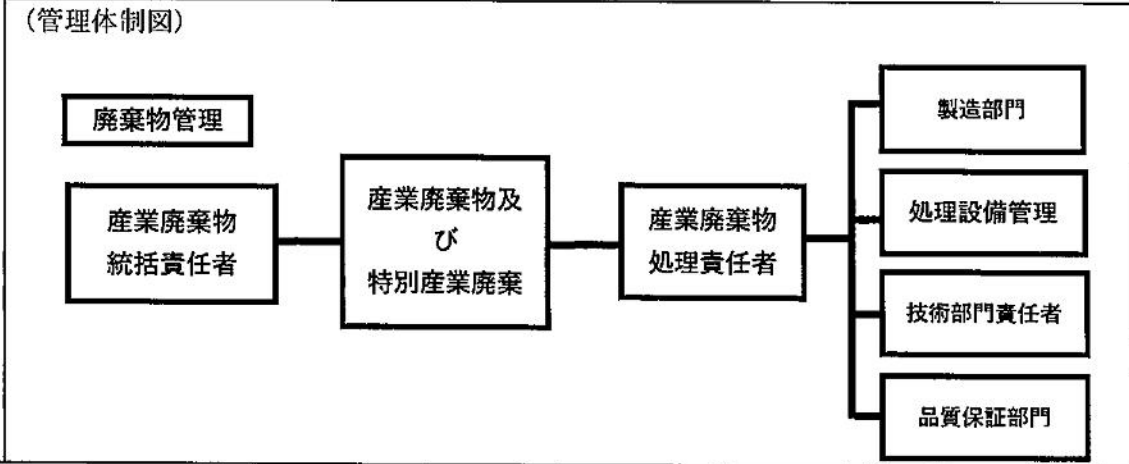 （管理体制図）
廃棄物管理
産業廃棄物
統括責任者
産業廃棄物及
び
特別産業廃棄
産業廃棄物
処理責任者
製造部門
処理設備管理
技術部門責任者
品質保証部門